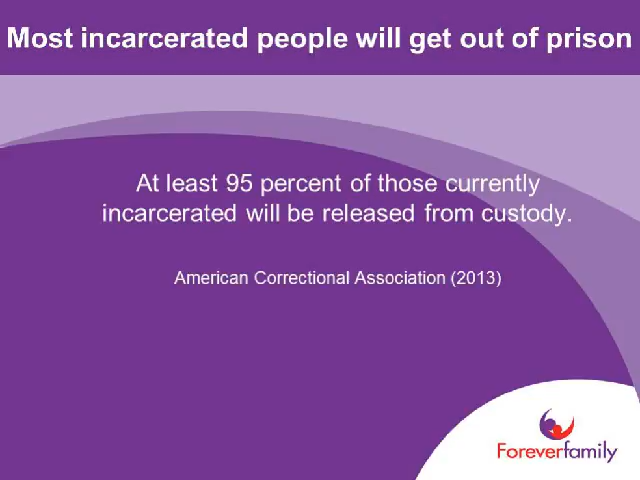 Most incarcerated people will get out of prison
At least 95 percent of those currently
incarcerated will be released from custody.
American Correctional Association (2013)
Foreverfamily